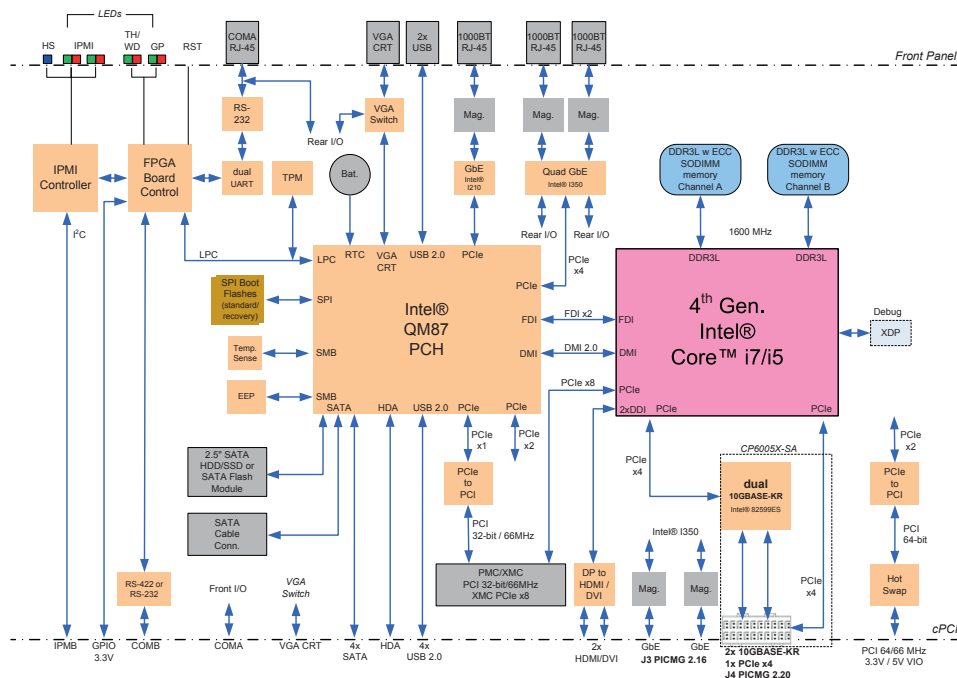 LEDs
HS
IPMI
TH/
WD
GP
RST
COMA
RJ-45
VGA
CRT
2x
USB
1000BT
RJ-45
1000BT
RJ-45
1000BT
RJ-45
Front Panel
RS-
232
VGA
Switch
Mag.
Mag.
Mag.
Rear I/O
IPMI
Controller
FPGA
Board
Control
dual
UART
TPM
Bat.
GbE
Intel®
I210
Quad GbE
Intel® I350
DDR3L w ECC
SODIMM
memory
Channel A
DDR3L w ECC
SODIMM
memory
Channel B
I²C
LPC
Rear I/O
Rear I/O
1600 MHz
LPC
RTC
VGA
CRT
USB 2.0
PCIe
PCIe
x4
DDR3L
DDR3L
SPI Boot
Flashes
(standard/
recovery)
SPI
Intel®
QM87
PCH
PCIe
FDI
FDI x2
FDI
4th Gen.
Intel®
Core™ i7/i5
Debug
XDP
Temp.
Sense
SMB
DMI
DMI 2.0
DMI
EEP
SMB
SATA
HDA
USB 2.0
PCIe
PCIe
PCIe x8
PCIe
2xDDI
PCIe
PCIe
PCIe
x1
PCIe
x2
CP6005X-SA
PCIe
x2
2.5" SATA
HDD/SSD or
SATA Flash
Module
PCIe
to
PCI
PCIe
x4
dual
10GBASE-KR
Intel® 82599ES
PCIe
to
PCI
SATA
Cable
Conn.
PCI
32-bit / 66MHz
Intel® I350
PCI
64-bit
RS-422 or
RS-232
Front I/O
VGA
Switch
PMC/XMC
PCI 32-bit/66MHz
XMC PCIe x8
DP to
HDMI /
DVI
Mag.
Mag.
PCIe
x4
Hot
Swap
cPCI
IPMB
GPIO
3.3V
COMB
COMA
VGA CRT
4x
SATA
HDA
4x
USB 2.0
2x
HDMI/DVI
GbE
GbE
J3 PICMG 2.16
2x 10GBASE-KR
1x PCIe x4
J4 PICMG 2.20
PCI 64/66 MHz
3.3V / 5V VIO